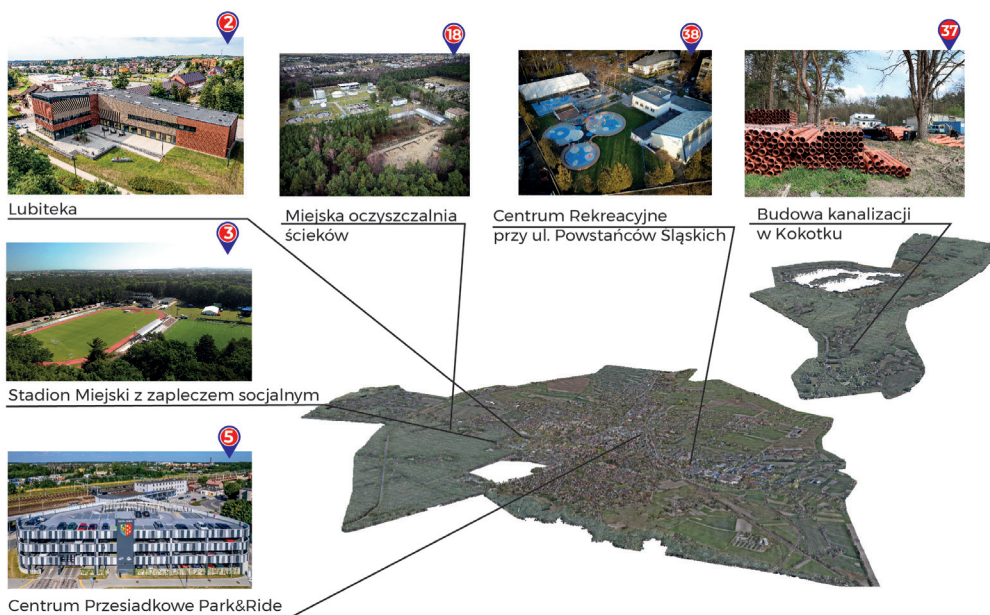 2
Lubiteka
18
Miejska oczyszczalnia
ścieków
38
Centrum Rekreacyjne
przy ul. Powstańców Śląskich
37
Budowa kanalizacji
w Kokotku
3
Stadion Miejski z zapleczem socjalnym
5
Centrum Przesiadkowe Park&Ride